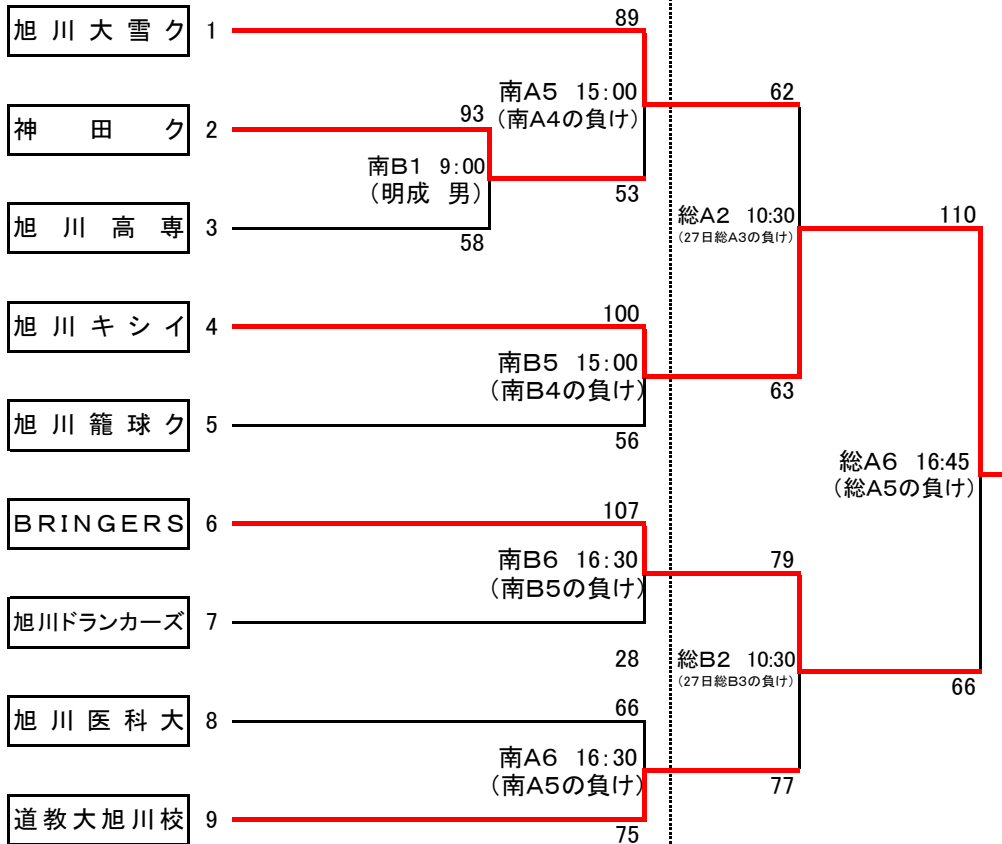 旭川大雪ク 1
89
南A5 15:00
(南A4の負け)
62
神田ク 2
93
南B1 9:00
(明成 男)
53
旭川高専 3
58
総A2 10:30
(27日総A3の負け)
110
旭川キシイ 4
100
南B5 15:00
(南B4の負け)
63
旭川籠球ク 5
56
総A6 16:45
(総A5の負け)
BRINGERS 6
107
南B6 16:30
(南B5の負け)
79
旭川ドランカーズ 7
28
総B2 10:30
(27日総B3の負け)
66
旭川医科大 8
66
南A6 16:30
(南A5の負け)
77
道教大旭川校 9
75